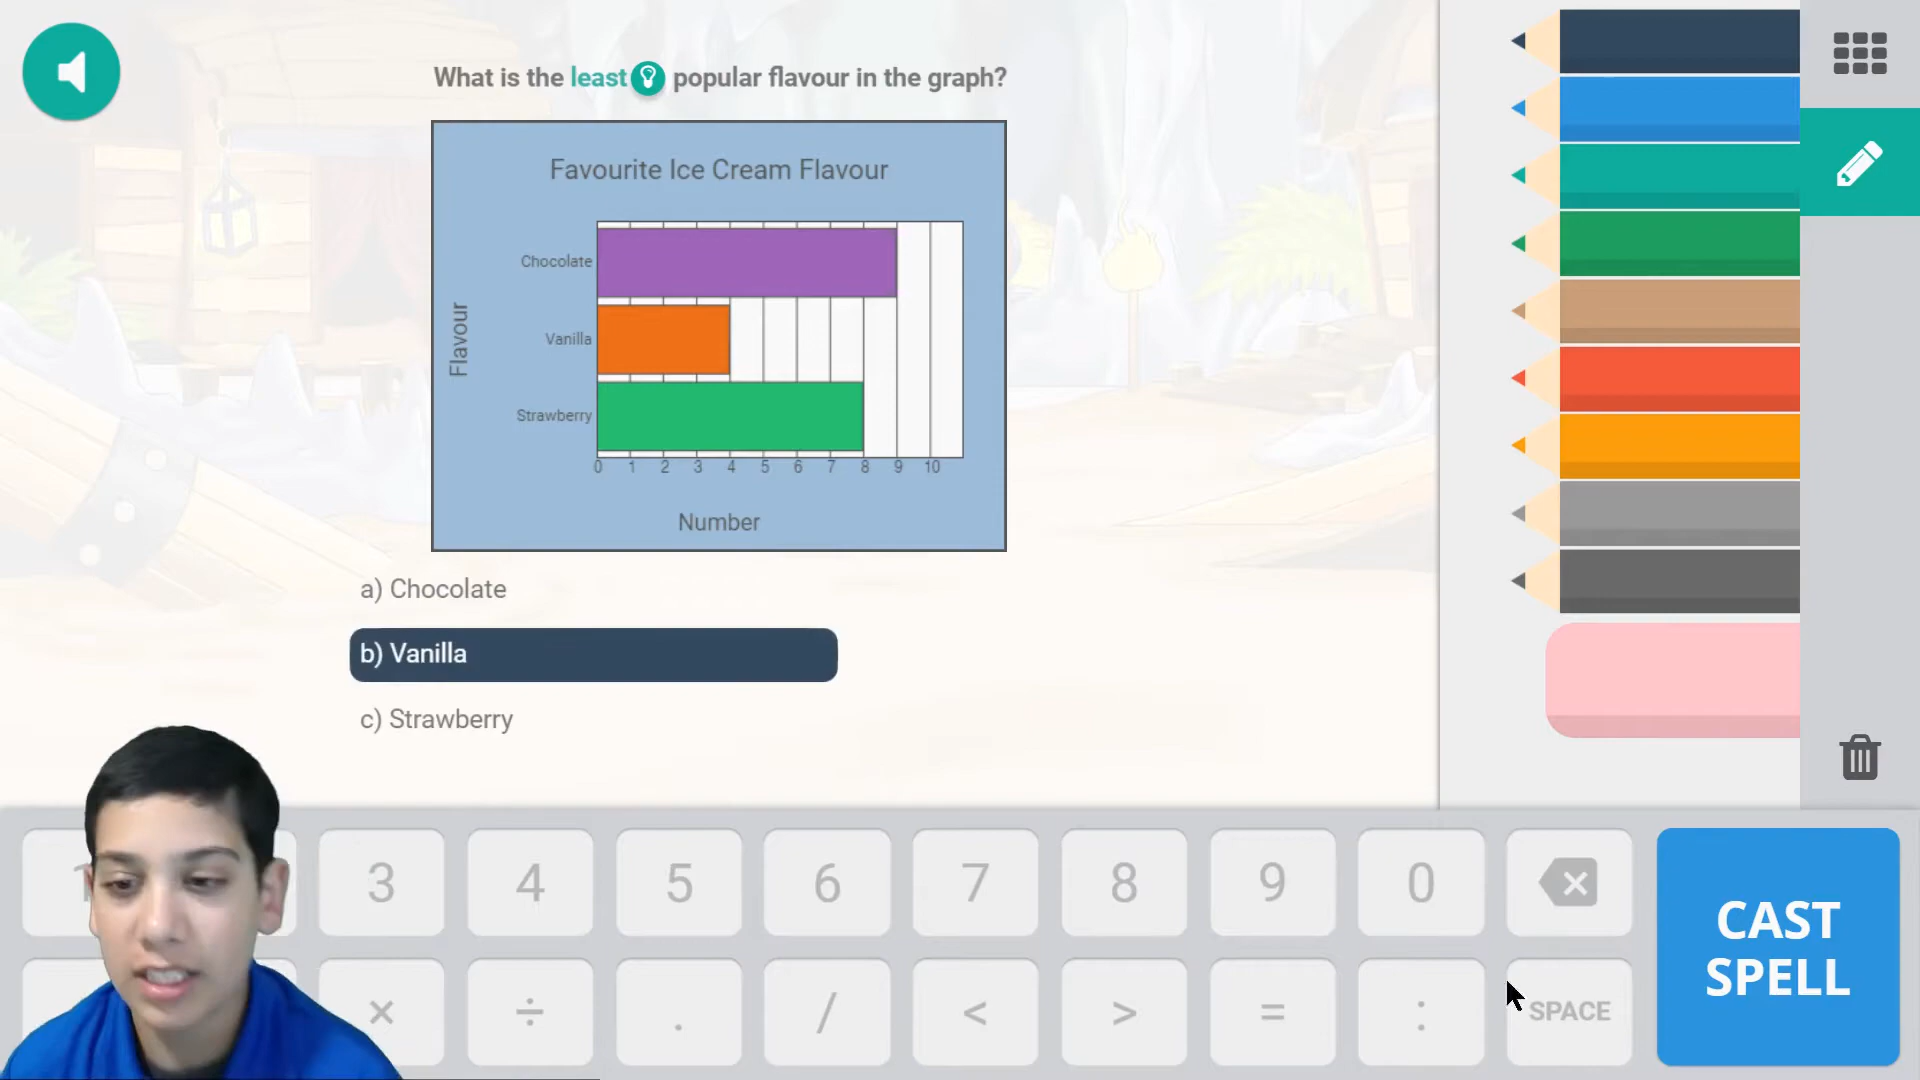 What is the least popular flavour in the graph?
Favourite Ice Cream Flavour
Flavour
Chocolate
Vanilla
Strawberry
0 1 2 3 4 5 6 7 8 9 10
Number
a) Chocolate
b) Vanilla
c) Strawberry
1 3 4 5 6 7 8 9 0
× ÷ . / < > = : SPACE
CAST
SPELL